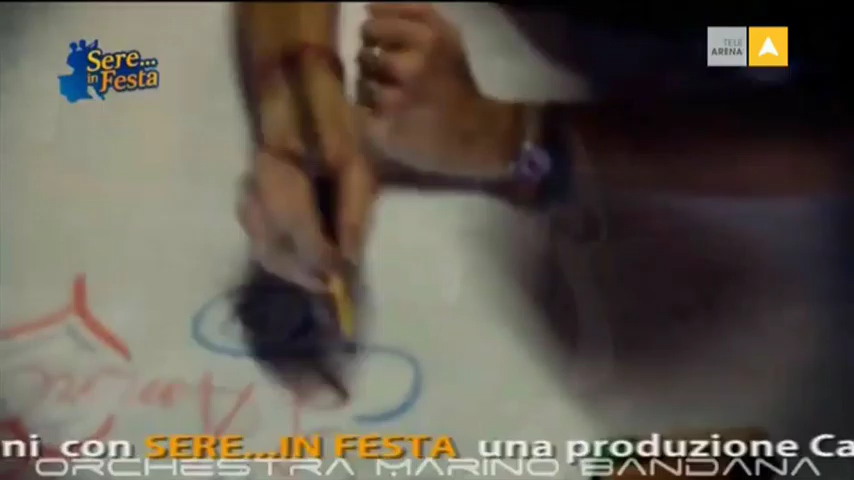 Sere...
in Festa
TELE
ARENA
ni con SERE...IN FESTA una produzione Ca
ORCHESTRA MARINO BANDANA